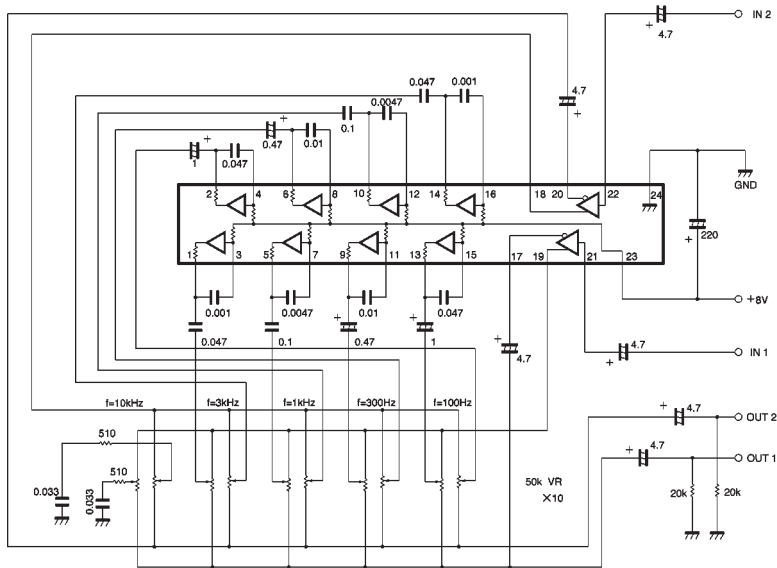 IN 2
+ 4.7
0.047 0.001
4.7 +
0.1 0.0047
+ 0.47 0.01
+ 1 0.047
2 4 6 8 10 12 14 16 18 20 22 24
GND
+ 220
1 3 5 7 9 11 13 15 17 19 21 23
0.001 0.0047 + 0.01 + 0.047
+8V
0.047 0.1 0.47 1
+ 4.7
+ 4.7 IN 1
f=10kHz f=3kHz f=1kHz f=300Hz f=100Hz
+ 4.7 OUT 2
510
+ 4.7 OUT 1
510
50k VR
×10
0.033 0.033
20k 20k